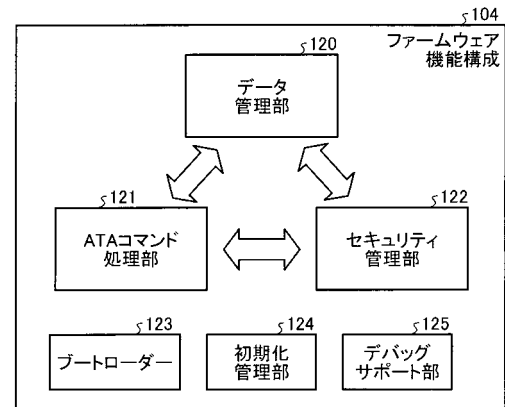 104
ファームウェア
機能構成
120
データ
管理部
121
ATAコマンド
処理部
122
セキュリティ
管理部
123
ブートローダー
124
初期化
管理部
125
デバッグ
サポート部